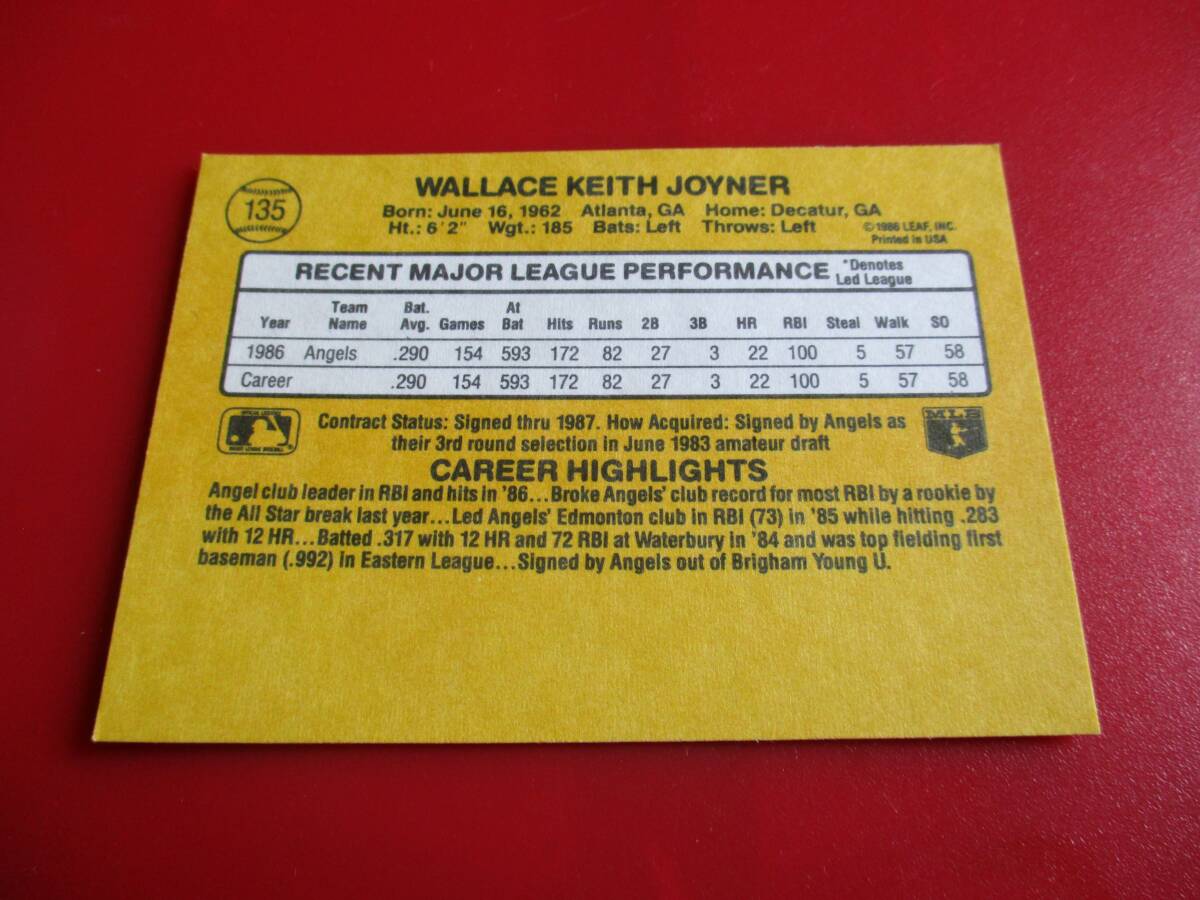 135
WALLACE KEITH JOYNER
Born: June 16, 1962 Atlanta, GA Home: Decatur, GA
Ht.: 6'2" Wgt.: 185 Bats: Left Throws: Left
©1986 LEAF, INC.
Printed in USA
RECENT MAJOR LEAGUE PERFORMANCE *Denotes Led League
Year Team Name Bat. Avg. Games At Bat Hits Runs 2B 3B HR RBI Steal Walk SO
1986 Angels .290 154 593 172 82 27 3 22 100 5 57 58
Career .290 154 593 172 82 27 3 22 100 5 57 58
Contract Status: Signed thru 1987. How Acquired: Signed by Angels as
their 3rd round selection in June 1983 amateur draft
MLB
CAREER HIGHLIGHTS
Angel club leader in RBI and hits in '86...Broke Angels' club record for most RBI by a rookie by
the All Star break last year...Led Angels' Edmonton club in RBI (73) in '85 while hitting .283
with 12 HR...Batted .317 with 12 HR and 72 RBI at Waterbury in '84 and was top fielding first
baseman (.992) in Eastern League...Signed by Angels out of Brigham Young U.